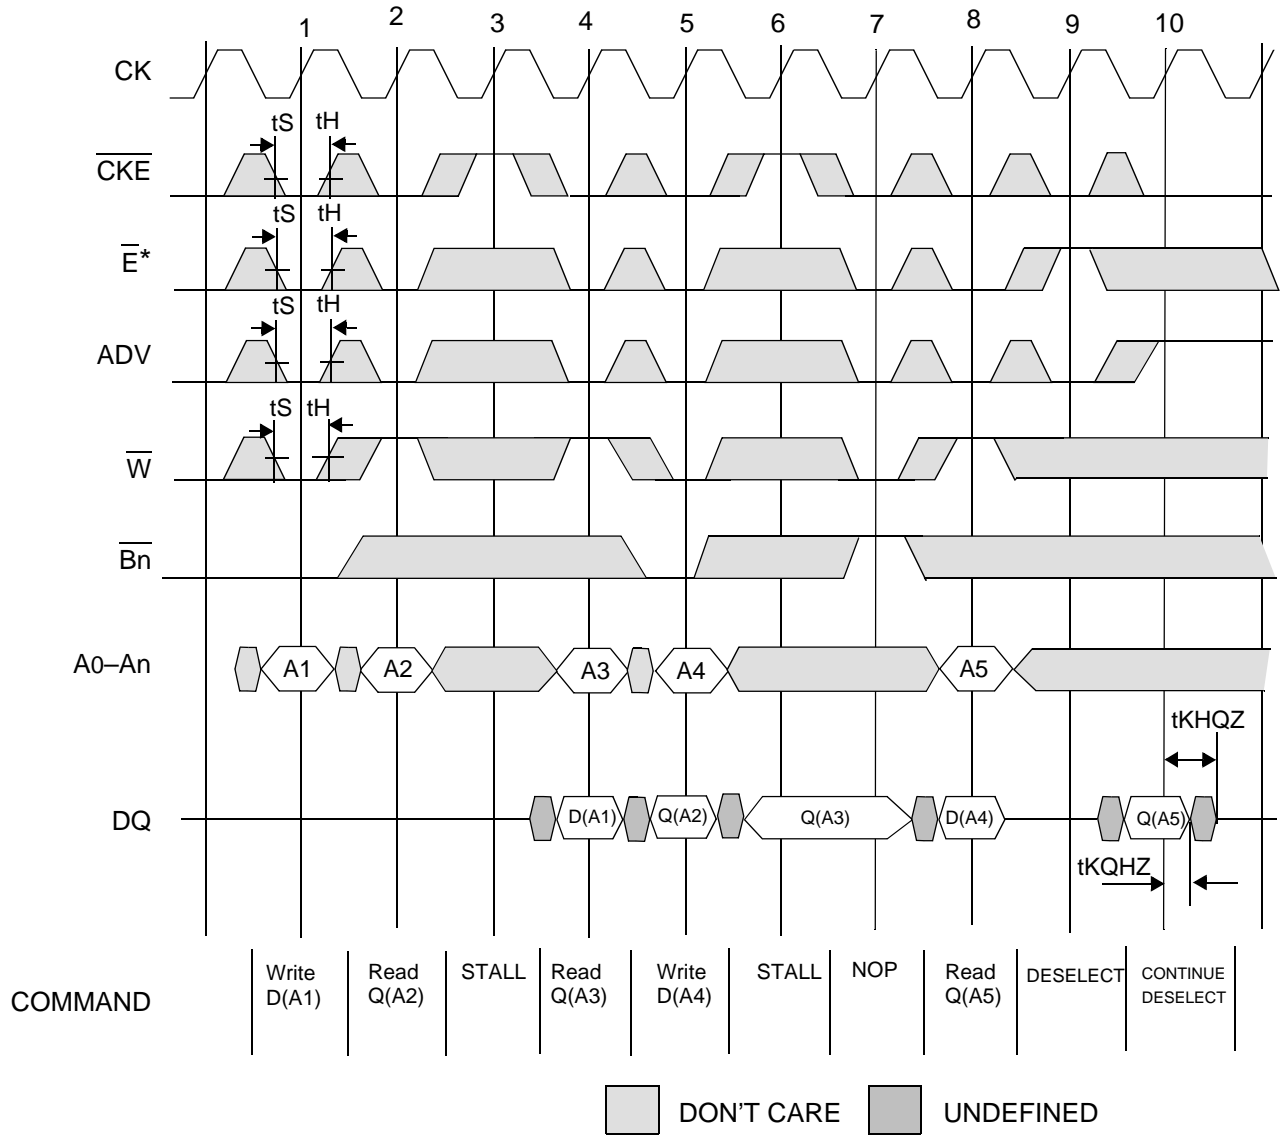 1 2 3 4 5 6 7 8 9 10
CK
tS tH
CKE
tS tH
E*
tS tH
ADV
tS tH
W
Bn
A0–An A1 A2 A3 A4 A5
tKHQZ
DQ D(A1) Q(A2) Q(A3) D(A4) Q(A5)
tKQHZ
COMMAND
Write
D(A1)
Read
Q(A2)
STALL
Read
Q(A3)
Write
D(A4)
STALL
NOP
Read
Q(A5)
DESELECT
CONTINUE
DESELECT
DON'T CARE
UNDEFINED